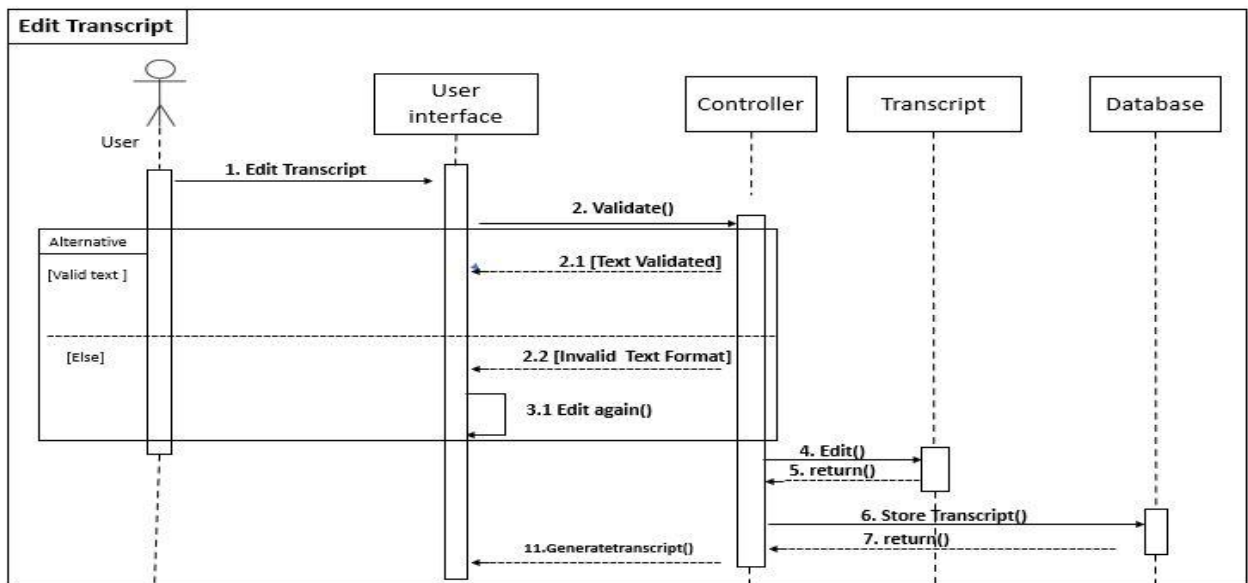 Edit Transcript
User
interface
Controller
Transcript
Database
User
1. Edit Transcript
2. Validate()
Alternative
[Valid text ]
2.1 [Text Validated]
[Else]
2.2 [Invalid Text Format]
3.1 Edit again()
4. Edit()
5. return()
6. Store Transcript()
7. return()
11.Generatetranscript()